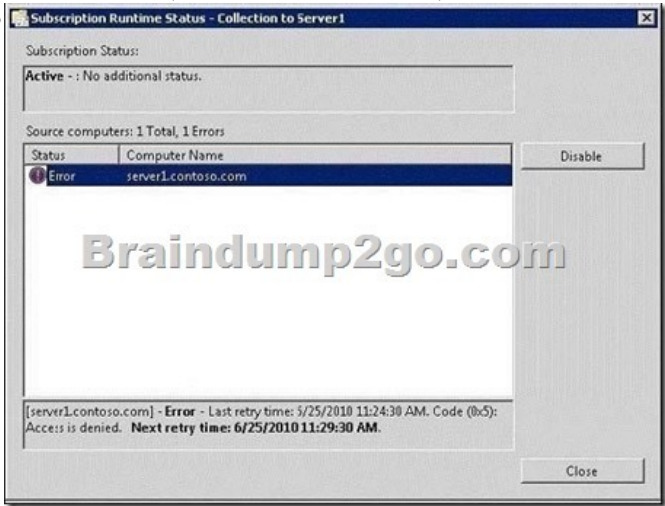 Subscription Runtime Status - Collection to Server1
Subscription Status:
Active - : No additional status.
Source computers: 1 Total, 1 Errors
Status Computer Name
Disable
Error server1.contoso.com
Braindump2go.com
[server1.contoso.com] - Error - Last retry time: 5/25/2010 11:24:30 AM. Code (0x5):
Access is denied. Next retry time: 6/25/2010 11:29:30 AM.
Close